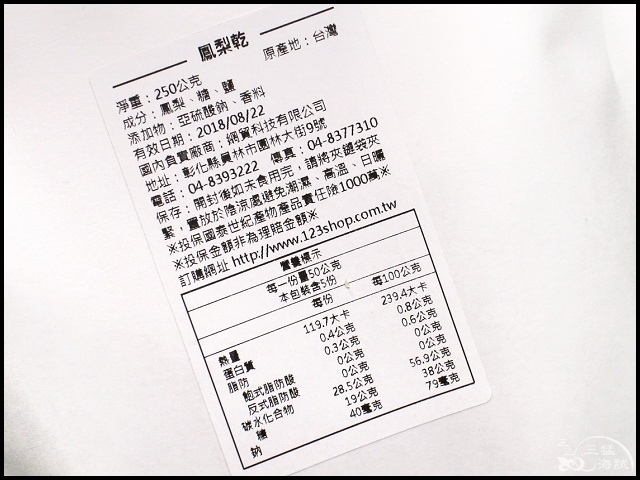 鳳梨乾
原產地：台灣
淨重：250公克
成分：鳳梨、糖、鹽
添加物：亞硫酸鈉、香料
有效日期：2018/08/22
國內負責廠商：網貿科技有限公司
地址：彰化縣員林市園林大街9號
電話：04-8393222 傳真：04-8377310
保存：開封後如未食用完，請將夾鏈袋夾
緊，置放於陰涼處避免潮濕、高溫、日曬
※投保國泰世紀產物產品責任險1000萬※
※投保金額非為理賠金額※
訂購網址 http://www.123shop.com.tw
營養標示
每一份量50公克
本包裝含5份
每份 每100公克
熱量 119.7大卡 239.4大卡
蛋白質 0.4公克 0.8公克
脂肪 0.3公克 0.6公克
飽式脂肪酸 0公克 0公克
反式脂肪酸 0公克 0公克
碳水化合物 28.5公克 56.9公克
糖 19公克 38公克
鈉 40毫克 79毫克